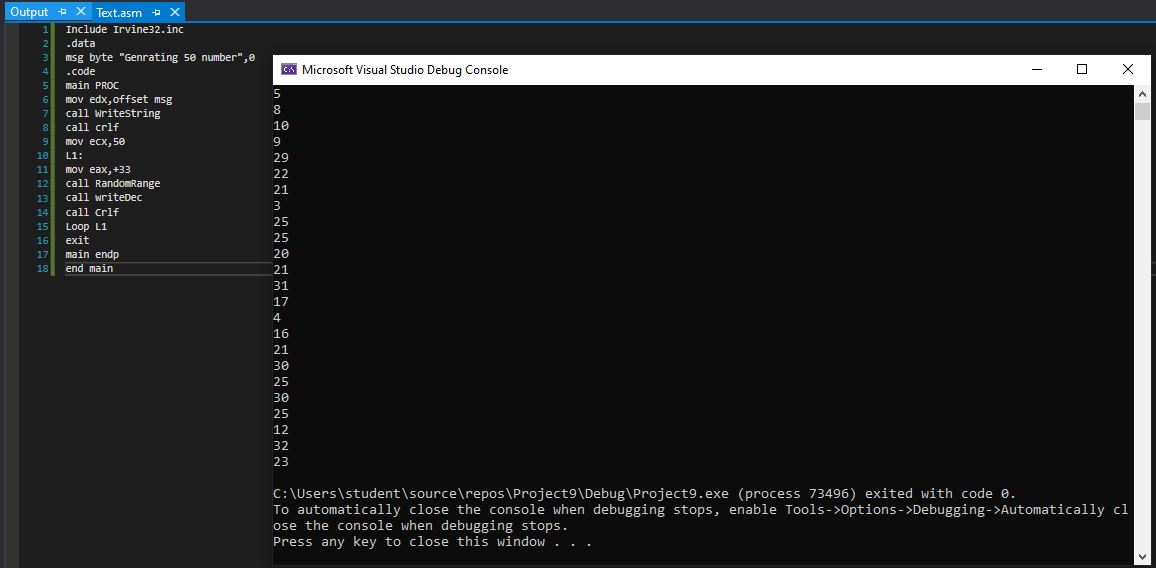 Output Text.asm
1 Include Irvine32.inc
2 .data
3 msg byte "Genrating 50 number",0
4 .code
5 main PROC
6 mov edx,offset msg
7 call WriteString
8 call crlf
9 mov ecx,50
10 L1:
11 mov eax,+33
12 call RandomRange
13 call writeDec
14 call Crlf
15 Loop L1
16 exit
17 main endp
18 end main
C:\ Microsoft Visual Studio Debug Console
5
8
10
9
29
22
21
3
25
25
20
21
31
17
4
16
21
30
25
30
25
12
32
23
C:\Users\student\source\repos\Project9\Debug\Project9.exe (process 73496) exited with code 0.
To automatically close the console when debugging stops, enable Tools->Options->Debugging->Automatically cl
ose the console when debugging stops.
Press any key to close this window . . .